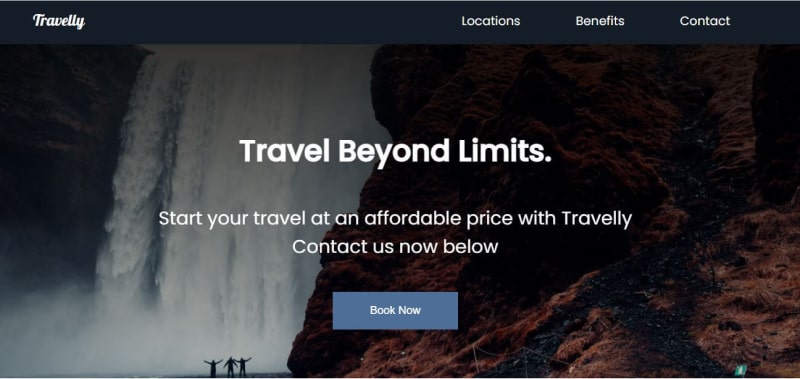 Travelly
Locations Benefits Contact
Travel Beyond Limits.
Start your travel at an affordable price with Travelly
Contact us now below
Book Now